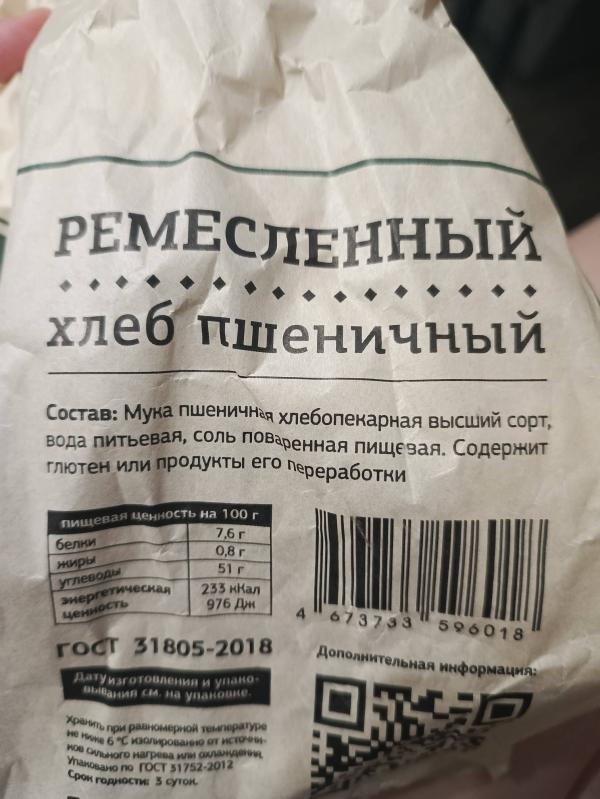 РЕМЕСЛЕННЫЙ
хлеб пшеничный
Состав: Мука пшеничная хлебопекарная высший сорт,
вода питьевая, соль поваренная пищевая. Содержит
глютен или продукты его переработки
пищевая ценность на 100 г
белки 7,6 г
жиры 0,8 г
углеводы 51 г
энергетическая ценность 233 кКал 976 Дж
4 673733 596018
ГОСТ 31805-2018
Дополнительная информация:
Дату изготовления и упако-
вывания см. на упаковке.
Хранить при равномерной температуре
не ниже 6 °С изолированно от источни-
ков сильного нагрева или охлаждения.
Упаковано по ГОСТ 31752-2012
Срок годности: 3 суток.